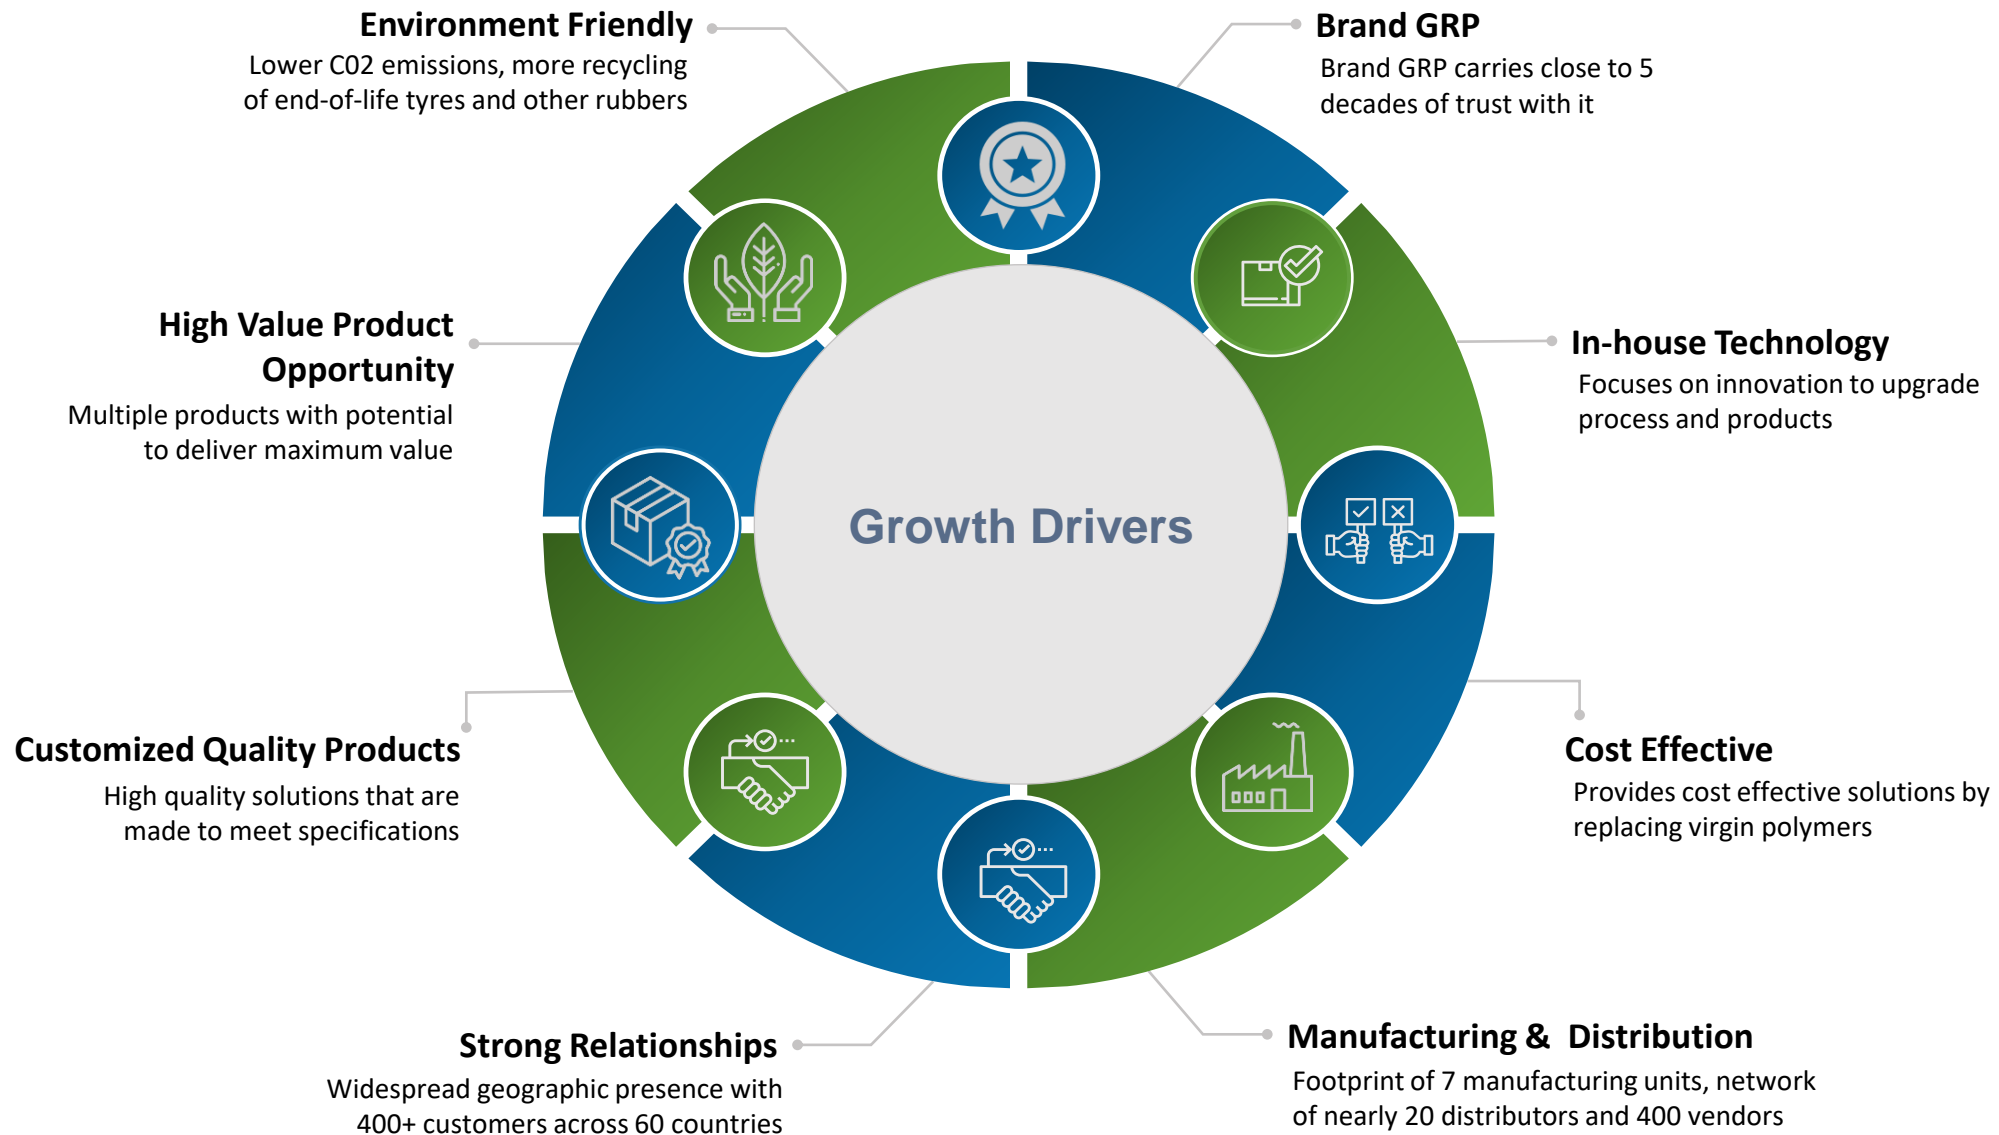 Environment Friendly
Lower C02 emissions, more recycling
of end-of-life tyres and other rubbers
Brand GRP
Brand GRP carries close to 5
decades of trust with it
High Value Product
Opportunity
Multiple products with potential
to deliver maximum value
In-house Technology
Focuses on innovation to upgrade
process and products
Growth Drivers
Customized Quality Products
High quality solutions that are
made to meet specifications
Cost Effective
Provides cost effective solutions by
replacing virgin polymers
Strong Relationships
Widespread geographic presence with
400+ customers across 60 countries
Manufacturing &  Distribution
Footprint of 7 manufacturing units, network
of nearly 20 distributors and 400 vendors